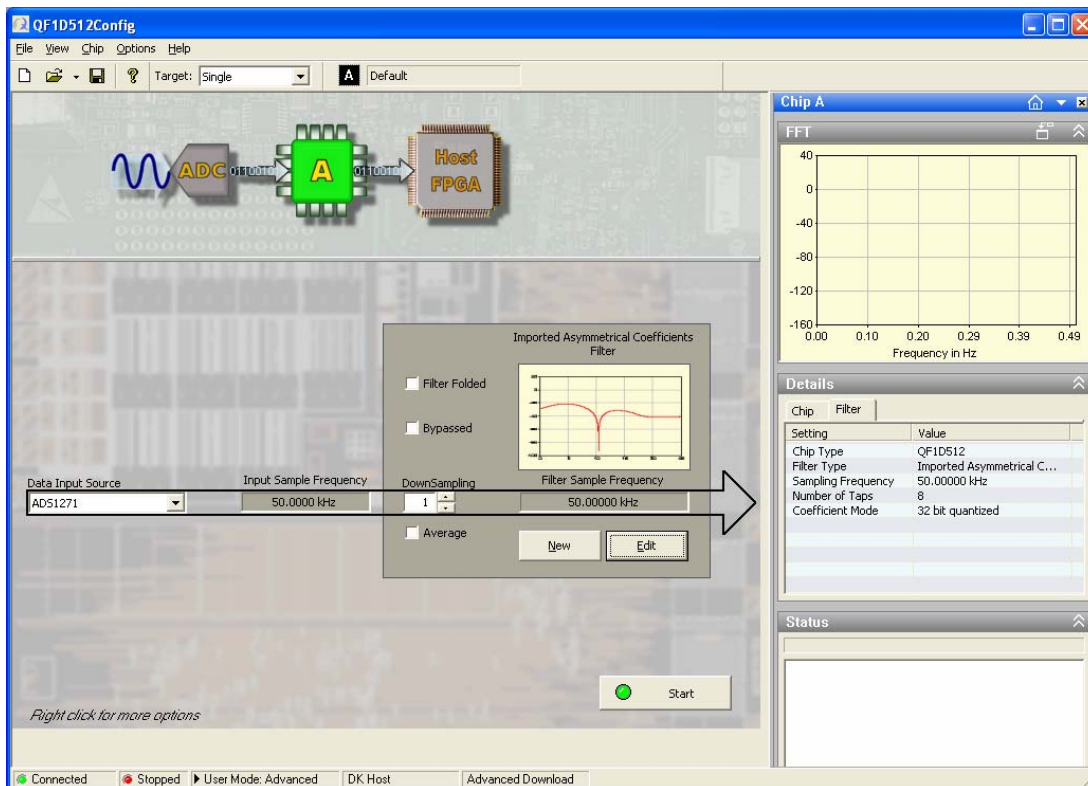 QF1D512Config
File View Chip Options Help
Target: Single A Default
ADC 0110010 A 0110010 Host FPGA
Imported Asymmetrical Coefficients
Filter
Filter Folded
Bypassed
Data Input Source
ADS1271
Input Sample Frequency
50.0000 kHz
DownSampling
1
Filter Sample Frequency
50.00000 kHz
Average
New
Edit
Start
Right click for more options
Chip A
FFT
40
0
-40
-80
-120
-160
0.00 0.10 0.20 0.29 0.39 0.49
Frequency in Hz
Details
Chip Filter
Setting Value
Chip Type QF1D512
Filter Type Imported Asymmetrical C...
Sampling Frequency 50.00000 kHz
Number of Taps 8
Coefficient Mode 32 bit quantized
Status
Connected Stopped User Mode: Advanced DK Host Advanced Download